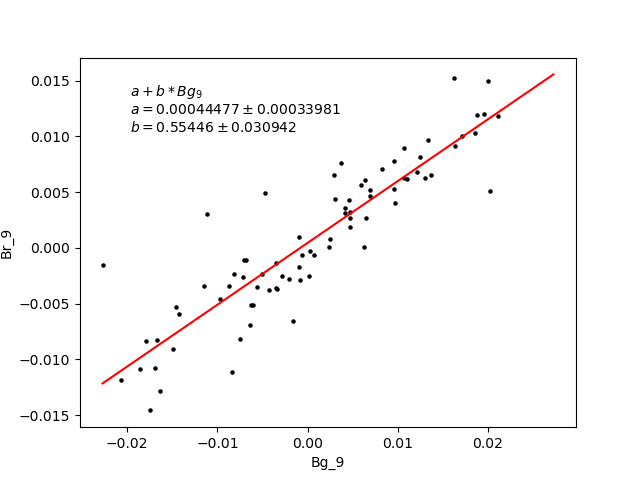 a + b * Bg₉
a = 0.00044477 ± 0.00033981
b = 0.55446 ± 0.030942
0.015
0.010
0.005
0.000
−0.005
−0.010
−0.015
Br_9
−0.02 −0.01 0.00 0.01 0.02
Bg_9